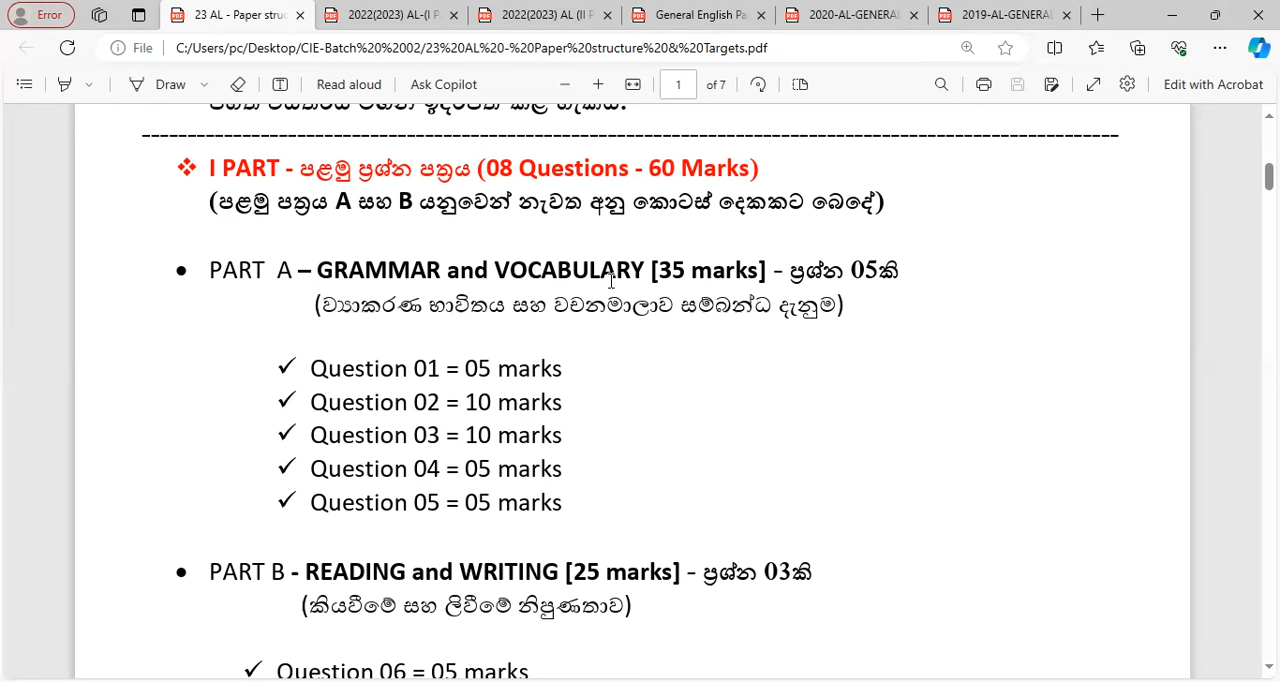 Error
23 AL - Paper struc
2022(2023) AL-(I P
2022(2023) AL (II P
General English Pa
2020-AL-GENERAL
2019-AL-GENERAL
File
C:/Users/pc/Desktop/CIE-Batch%20%2002/23%20AL%20-%20Paper%20structure%20&%20Targets.pdf
Draw
Read aloud
Ask Copilot
1
of 7
Edit with Acrobat
❖ I PART - පළමු ප්‍රශ්න පත්‍රය (08 Questions - 60 Marks)
(පළමු පත්‍රය A සහ B යනුවෙන් නැවත අනු කොටස් දෙකකට බෙදේ)
• PART A – GRAMMAR and VOCABULARY [35 marks] - ප්‍රශ්න 05කි
(ව්‍යාකරණ භාවිතය සහ වචනමාලාව සම්බන්ධ දැනුම)
✓ Question 01 = 05 marks
✓ Question 02 = 10 marks
✓ Question 03 = 10 marks
✓ Question 04 = 05 marks
✓ Question 05 = 05 marks
• PART B - READING and WRITING [25 marks] - ප්‍රශ්න 03කි
(කියවීමේ සහ ලිවීමේ නිපුණතාව)
✓ Question 06 = 05 marks